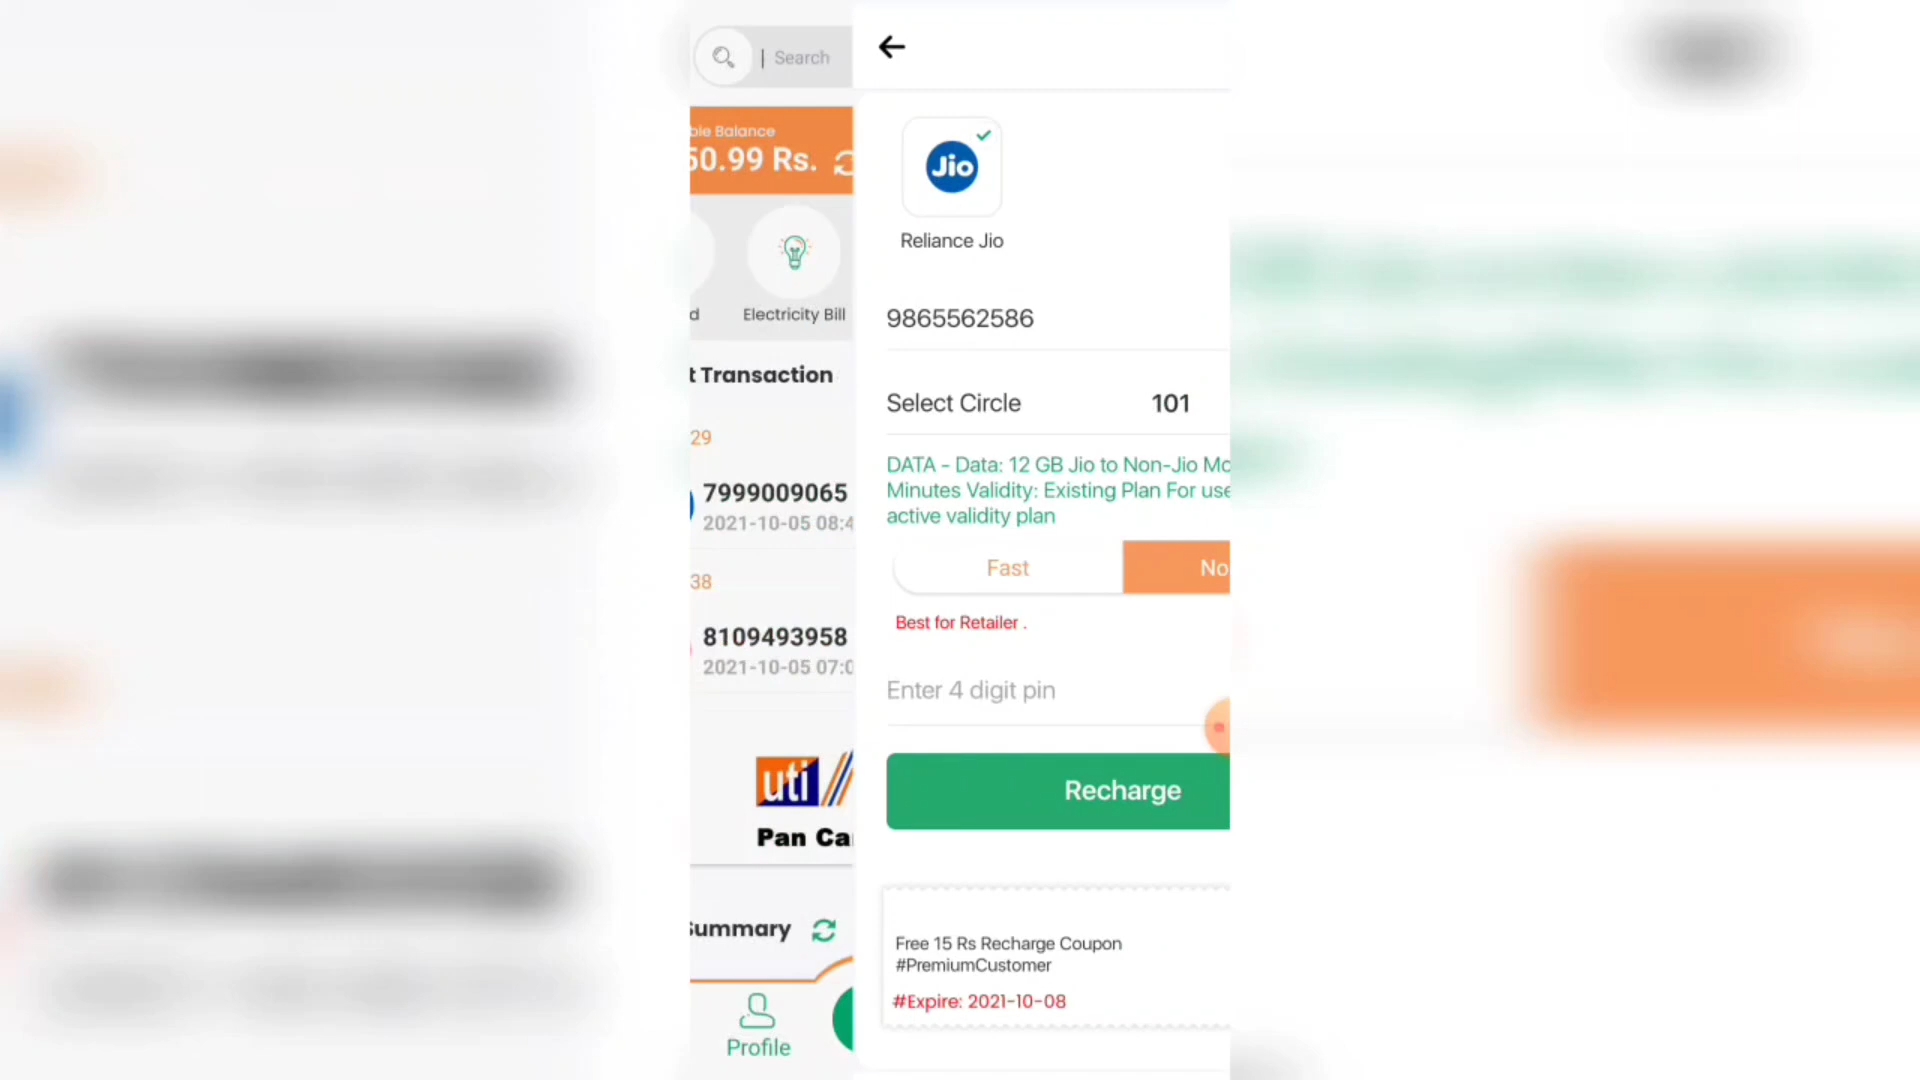 | Search
ble Balance
50.99 Rs.
d
Electricity Bill
t Transaction
29
7999009065
2021-10-05 08:4
38
8109493958
2021-10-05 07:0
uti
Pan Ca
Summary
Profile
Jio
Reliance Jio
9865562586
Select Circle 101
DATA - Data: 12 GB Jio to Non-Jio Mo
Minutes Validity: Existing Plan For use
active validity plan
Fast No
Best for Retailer .
Enter 4 digit pin
Recharge
Free 15 Rs Recharge Coupon
#PremiumCustomer
#Expire: 2021-10-08